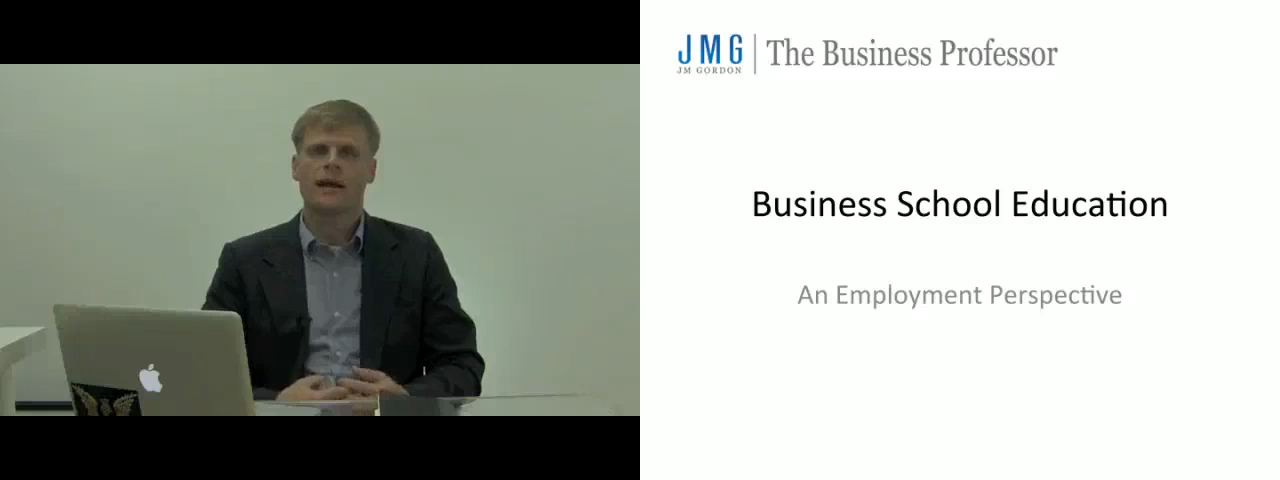 JMG
JM GORDON
The Business Professor
Business School Education
An Employment Perspective